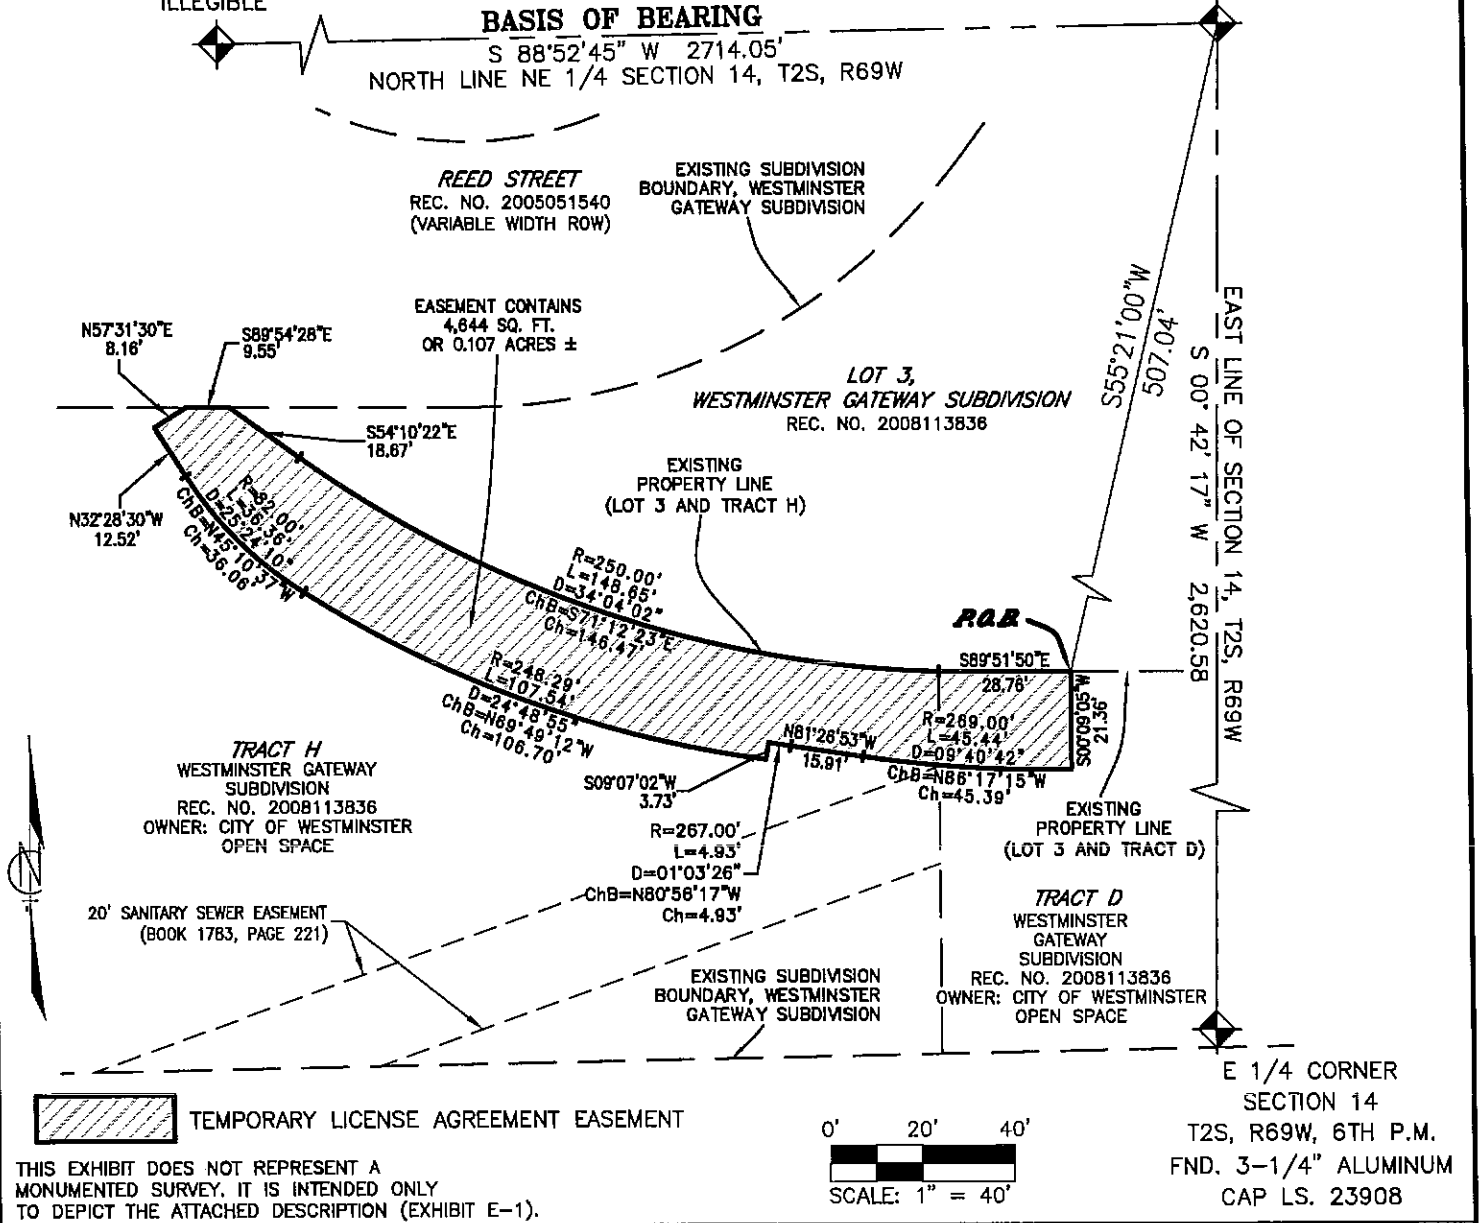 ILLEGIBLE
BASIS OF BEARING
S 88°52'45" W 2714.05'
NORTH LINE NE 1/4 SECTION 14, T2S, R69W
REED STREET
REC. NO. 2005051540
(VARIABLE WIDTH ROW)
EXISTING SUBDIVISION
BOUNDARY, WESTMINSTER
GATEWAY SUBDIVISION
EASEMENT CONTAINS
4,644 SQ. FT.
OR 0.107 ACRES ±
N57°31'30"E
8.16'
S89°54'28"E
9.55'
S54°10'22"E
18.67'
N32°28'30"W
12.52'
LOT 3,
WESTMINSTER GATEWAY SUBDIVISION
REC. NO. 2008113836
S55°21'00"W
507.04'
EAST LINE OF SECTION 14, T2S, R69W
S 00° 42' 17" W 2,620.58
EXISTING
PROPERTY LINE
(LOT 3 AND TRACT H)
R=82.00'
L=36.36'
D=25°24'10"
ChB=N45°10'37"W
Ch=36.06'
R=250.00'
L=148.65'
D=34°04'02"
ChB=S71°12'23"E
Ch=146.47'
R=248.29'
L=107.54'
D=24°48'55"
ChB=N69°49'12"W
Ch=106.70'
P.O.B.
S89°51'50"E
28.76'
S00°09'05"W
21.36'
R=269.00'
L=45.44'
D=09°40'42"
ChB=N86°17'15"W
Ch=45.39'
N81°26'53"W
15.91'
S09°07'02"W
3.73'
R=267.00'
L=4.93'
D=01°03'26"
ChB=N80°56'17"W
Ch=4.93'
TRACT H
WESTMINSTER GATEWAY
SUBDIVISION
REC. NO. 2008113836
OWNER: CITY OF WESTMINSTER
OPEN SPACE
EXISTING
PROPERTY LINE
(LOT 3 AND TRACT D)
N
20' SANITARY SEWER EASEMENT
(BOOK 1783, PAGE 221)
TRACT D
WESTMINSTER
GATEWAY
SUBDIVISION
REC. NO. 2008113836
OWNER: CITY OF WESTMINSTER
OPEN SPACE
EXISTING SUBDIVISION
BOUNDARY, WESTMINSTER
GATEWAY SUBDIVISION
E 1/4 CORNER
SECTION 14
T2S, R69W, 6TH P.M.
FND. 3-1/4" ALUMINUM
CAP LS. 23908
TEMPORARY LICENSE AGREEMENT EASEMENT
0' 20' 40'
SCALE: 1" = 40'
THIS EXHIBIT DOES NOT REPRESENT A
MONUMENTED SURVEY. IT IS INTENDED ONLY
TO DEPICT THE ATTACHED DESCRIPTION (EXHIBIT E-1).